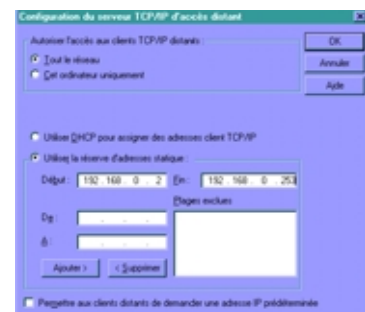 Configuration du serveur TCP/IP d'accès distant
Autoriser l'accès aux clients TCP/IP distants :
Tout le réseau
Cet ordinateur uniquement
OK
Annuler
Aide
Utiliser DHCP pour assigner des adresses client TCP/IP
Utiliser la réserve d'adresses statique :
Début : 192 . 168 . 0 . 2 Fin : 192 . 168 . 0 . 253
Plages exclues
De :
À :
Ajouter > < Supprimer
Permettre aux clients distants de demander une adresse IP prédéterminée